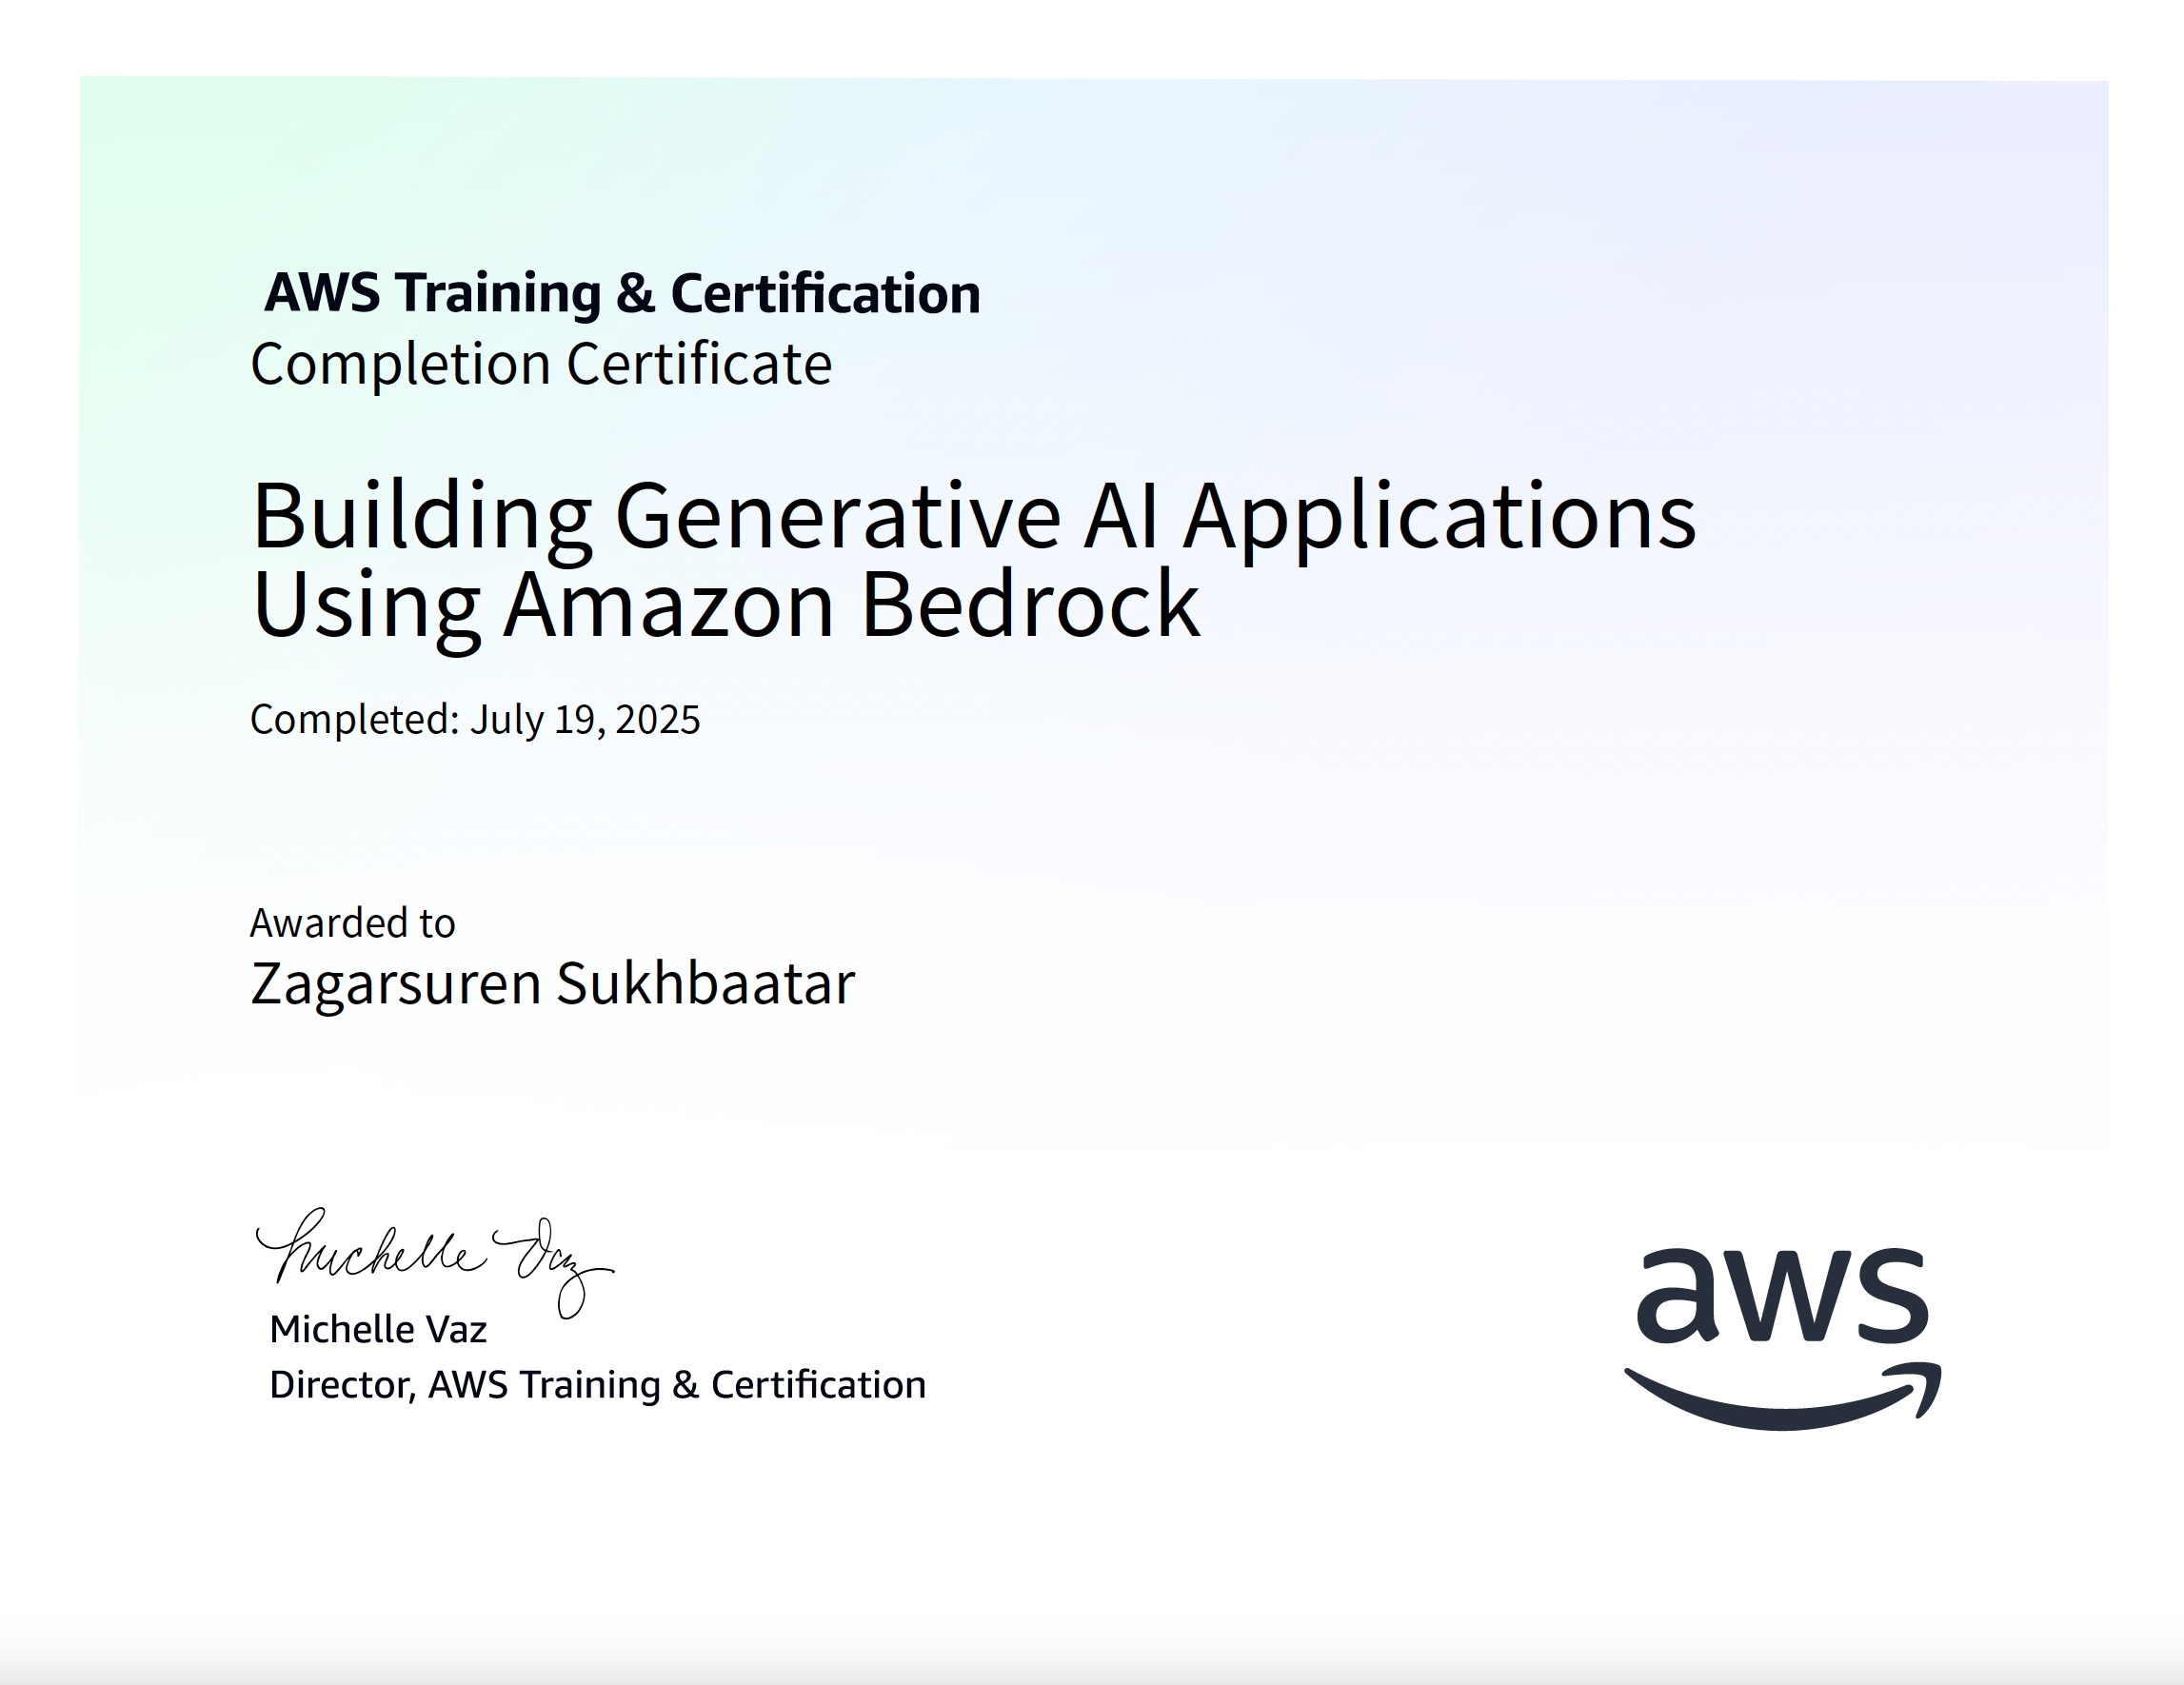 AWS Training & Certification
Completion Certificate
Building Generative AI Applications
Using Amazon Bedrock
Completed: July 19, 2025
Awarded to
Zagarsuren Sukhbaatar
Michelle Vaz
Michelle Vaz
Director, AWS Training & Certification
aws